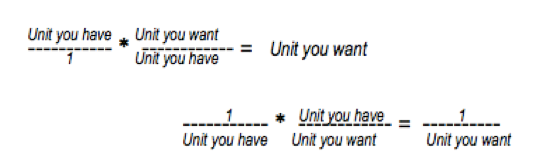 Unit you have * Unit you want
----------- ----------- = Unit you want
1 Unit you have
1 * Unit you have
----------- ----------- = 1
Unit you have Unit you want Unit you want